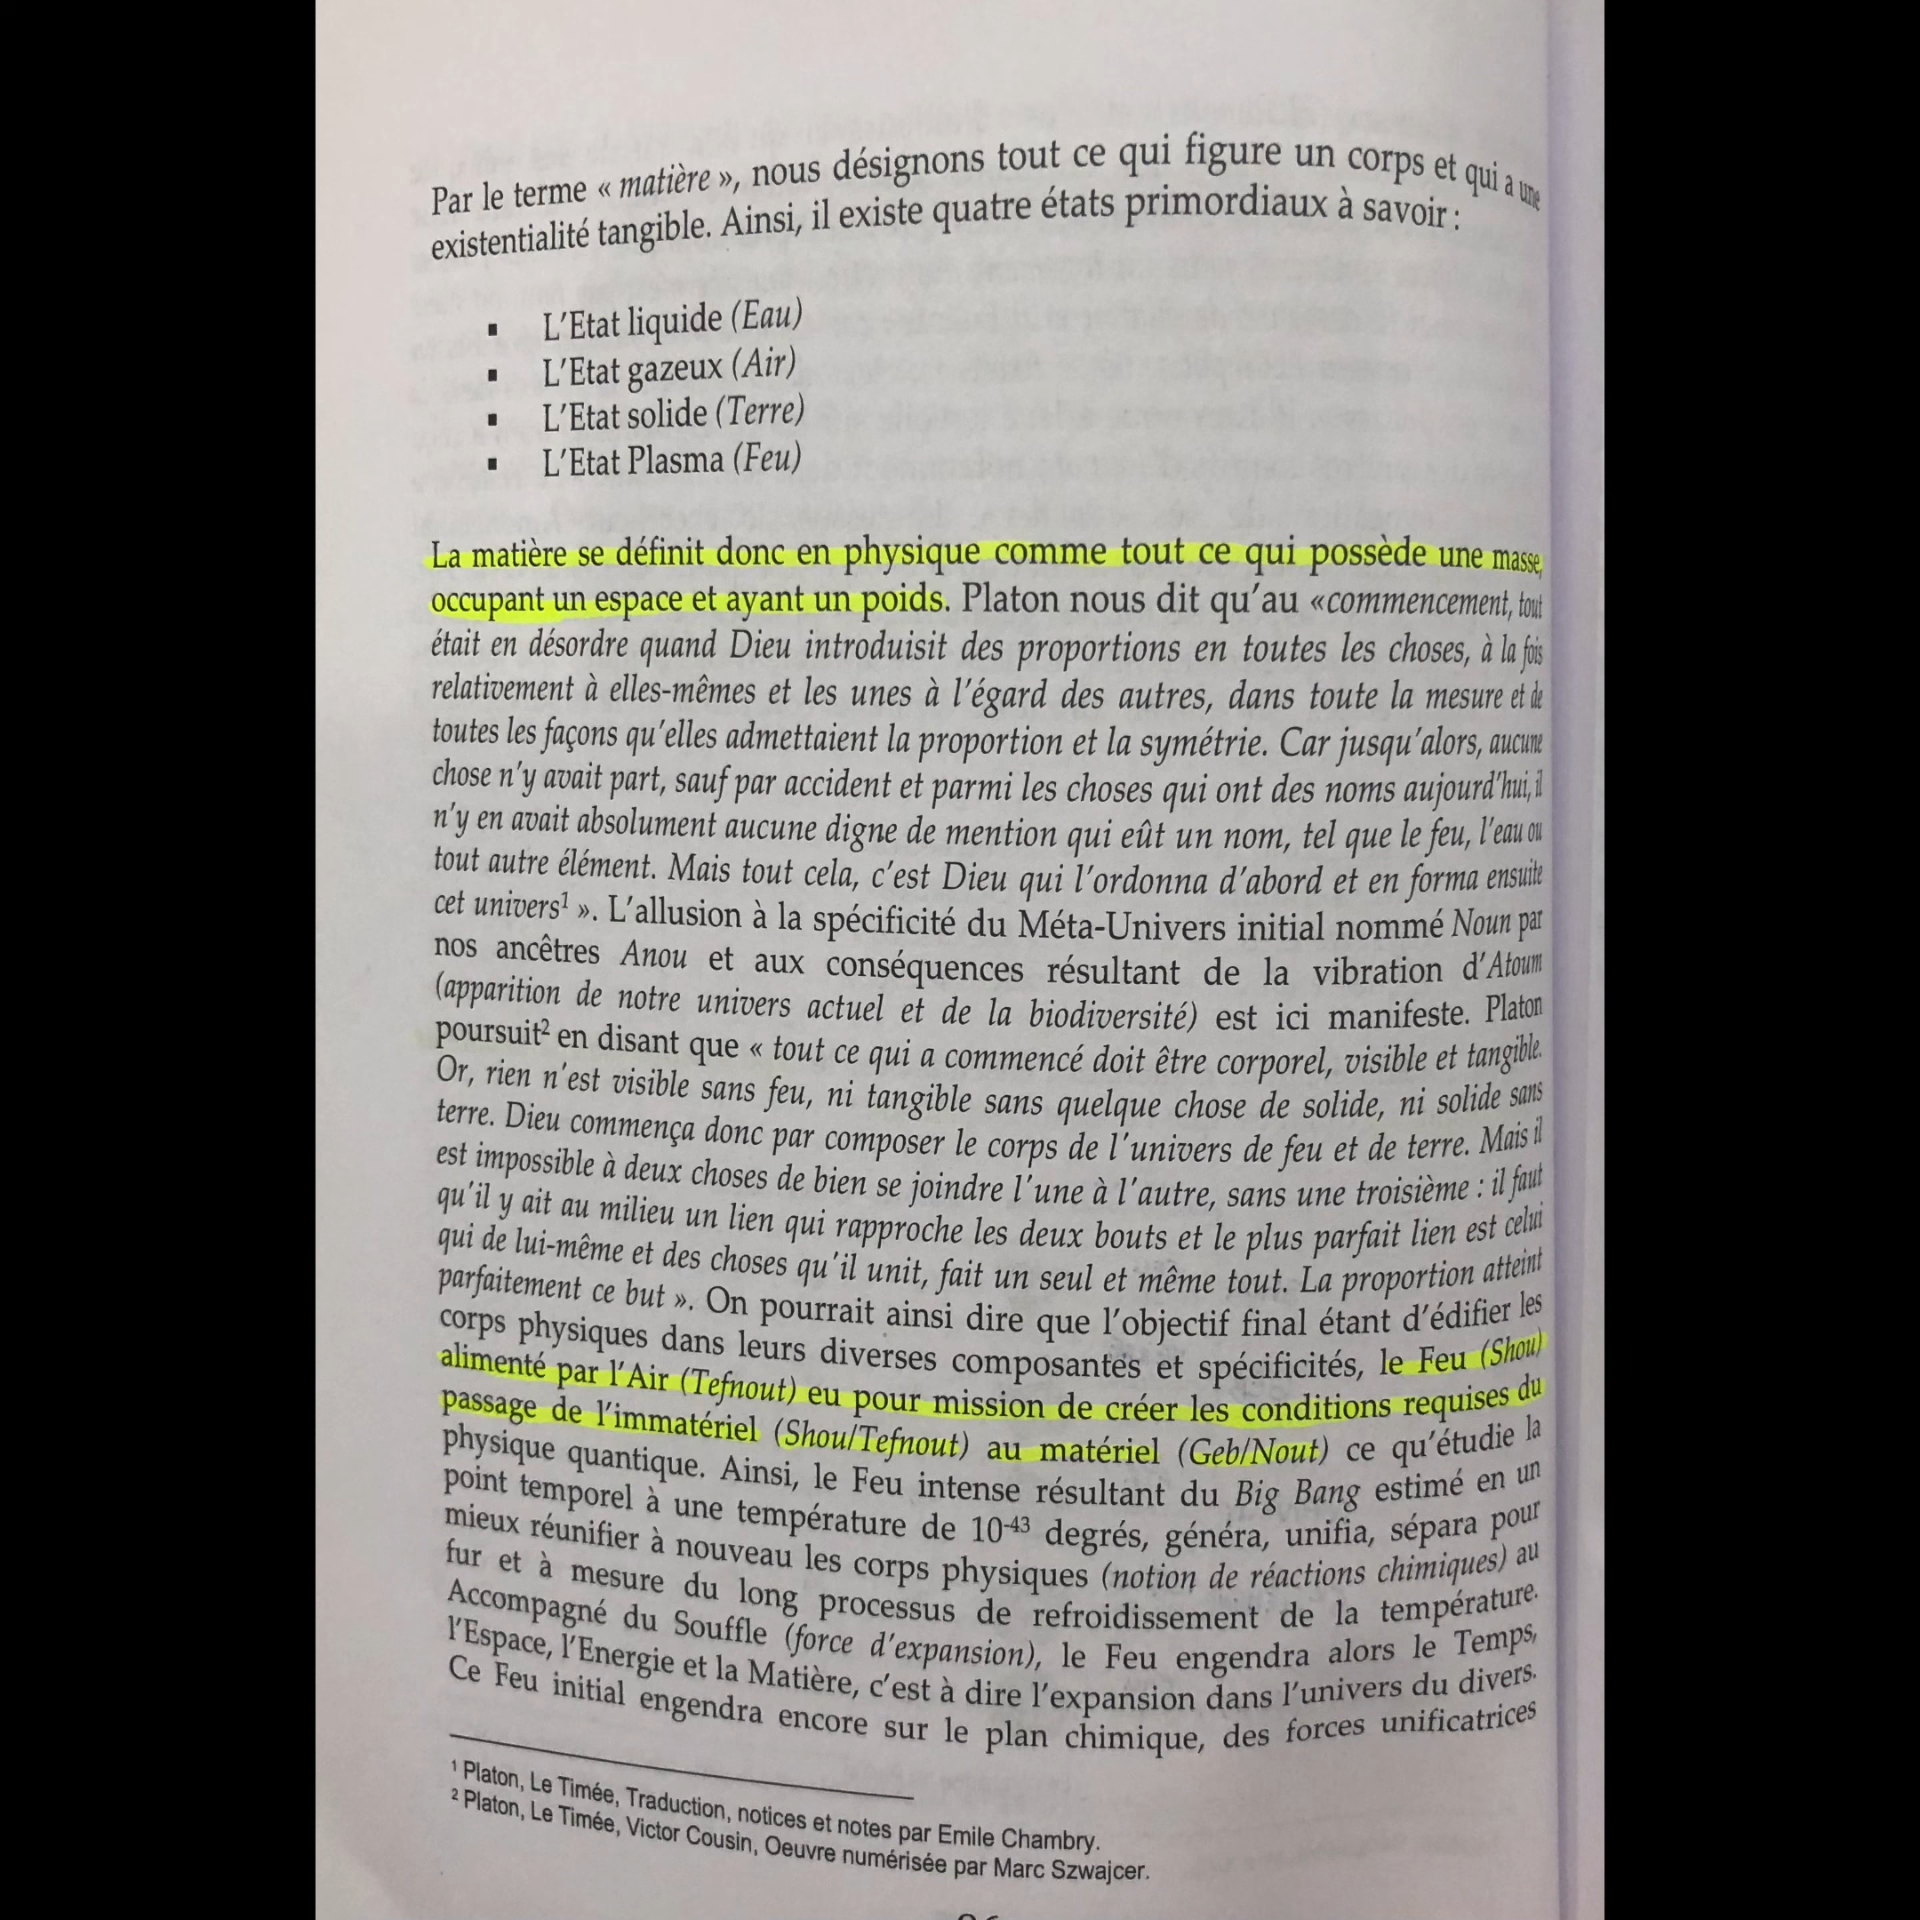 Par le terme « matière », nous désignons tout ce qui figure un corps et qui a une
existentialité tangible. Ainsi, il existe quatre états primordiaux à savoir :
▪ L'Etat liquide (Eau)
▪ L'Etat gazeux (Air)
▪ L'Etat solide (Terre)
▪ L'Etat Plasma (Feu)
La matière se définit donc en physique comme tout ce qui possède une masse,
occupant un espace et ayant un poids. Platon nous dit qu'au «commencement, tout
était en désordre quand Dieu introduisit des proportions en toutes les choses, à la fois
relativement à elles-mêmes et les unes à l'égard des autres, dans toute la mesure et de
toutes les façons qu'elles admettaient la proportion et la symétrie. Car jusqu'alors, aucune
chose n'y avait part, sauf par accident et parmi les choses qui ont des noms aujourd'hui, il
n'y en avait absolument aucune digne de mention qui eût un nom, tel que le feu, l'eau ou
tout autre élément. Mais tout cela, c'est Dieu qui l'ordonna d'abord et en forma ensuite
cet univers¹ ». L'allusion à la spécificité du Méta-Univers initial nommé Noun par
nos ancêtres Anou et aux conséquences résultant de la vibration d'Atoum
(apparition de notre univers actuel et de la biodiversité) est ici manifeste. Platon
poursuit² en disant que « tout ce qui a commencé doit être corporel, visible et tangible.
Or, rien n'est visible sans feu, ni tangible sans quelque chose de solide, ni solide sans
terre. Dieu commença donc par composer le corps de l'univers de feu et de terre. Mais il
est impossible à deux choses de bien se joindre l'une à l'autre, sans une troisième : il faut
qu'il y ait au milieu un lien qui rapproche les deux bouts et le plus parfait lien est celui
qui de lui-même et des choses qu'il unit, fait un seul et même tout. La proportion atteint
parfaitement ce but ». On pourrait ainsi dire que l'objectif final étant d'édifier les
corps physiques dans leurs diverses composantes et spécificités, le Feu (Shou)
alimenté par l'Air (Tefnout) eu pour mission de créer les conditions requises du
passage de l'immatériel (Shou/Tefnout) au matériel (Geb/Nout) ce qu'étudie la
physique quantique. Ainsi, le Feu intense résultant du Big Bang estimé en un
point temporel à une température de 10⁻⁴³ degrés, généra, unifia, sépara pour
mieux réunifier à nouveau les corps physiques (notion de réactions chimiques) au
fur et à mesure du long processus de refroidissement de la température.
Accompagné du Souffle (force d'expansion), le Feu engendra alors le Temps,
l'Espace, l'Energie et la Matière, c'est à dire l'expansion dans l'univers du divers.
Ce Feu initial engendra encore sur le plan chimique, des forces unificatrices
¹ Platon, Le Timée, Traduction, notices et notes par Emile Chambry.
² Platon, Le Timée, Victor Cousin, Oeuvre numérisée par Marc Szwajcer.